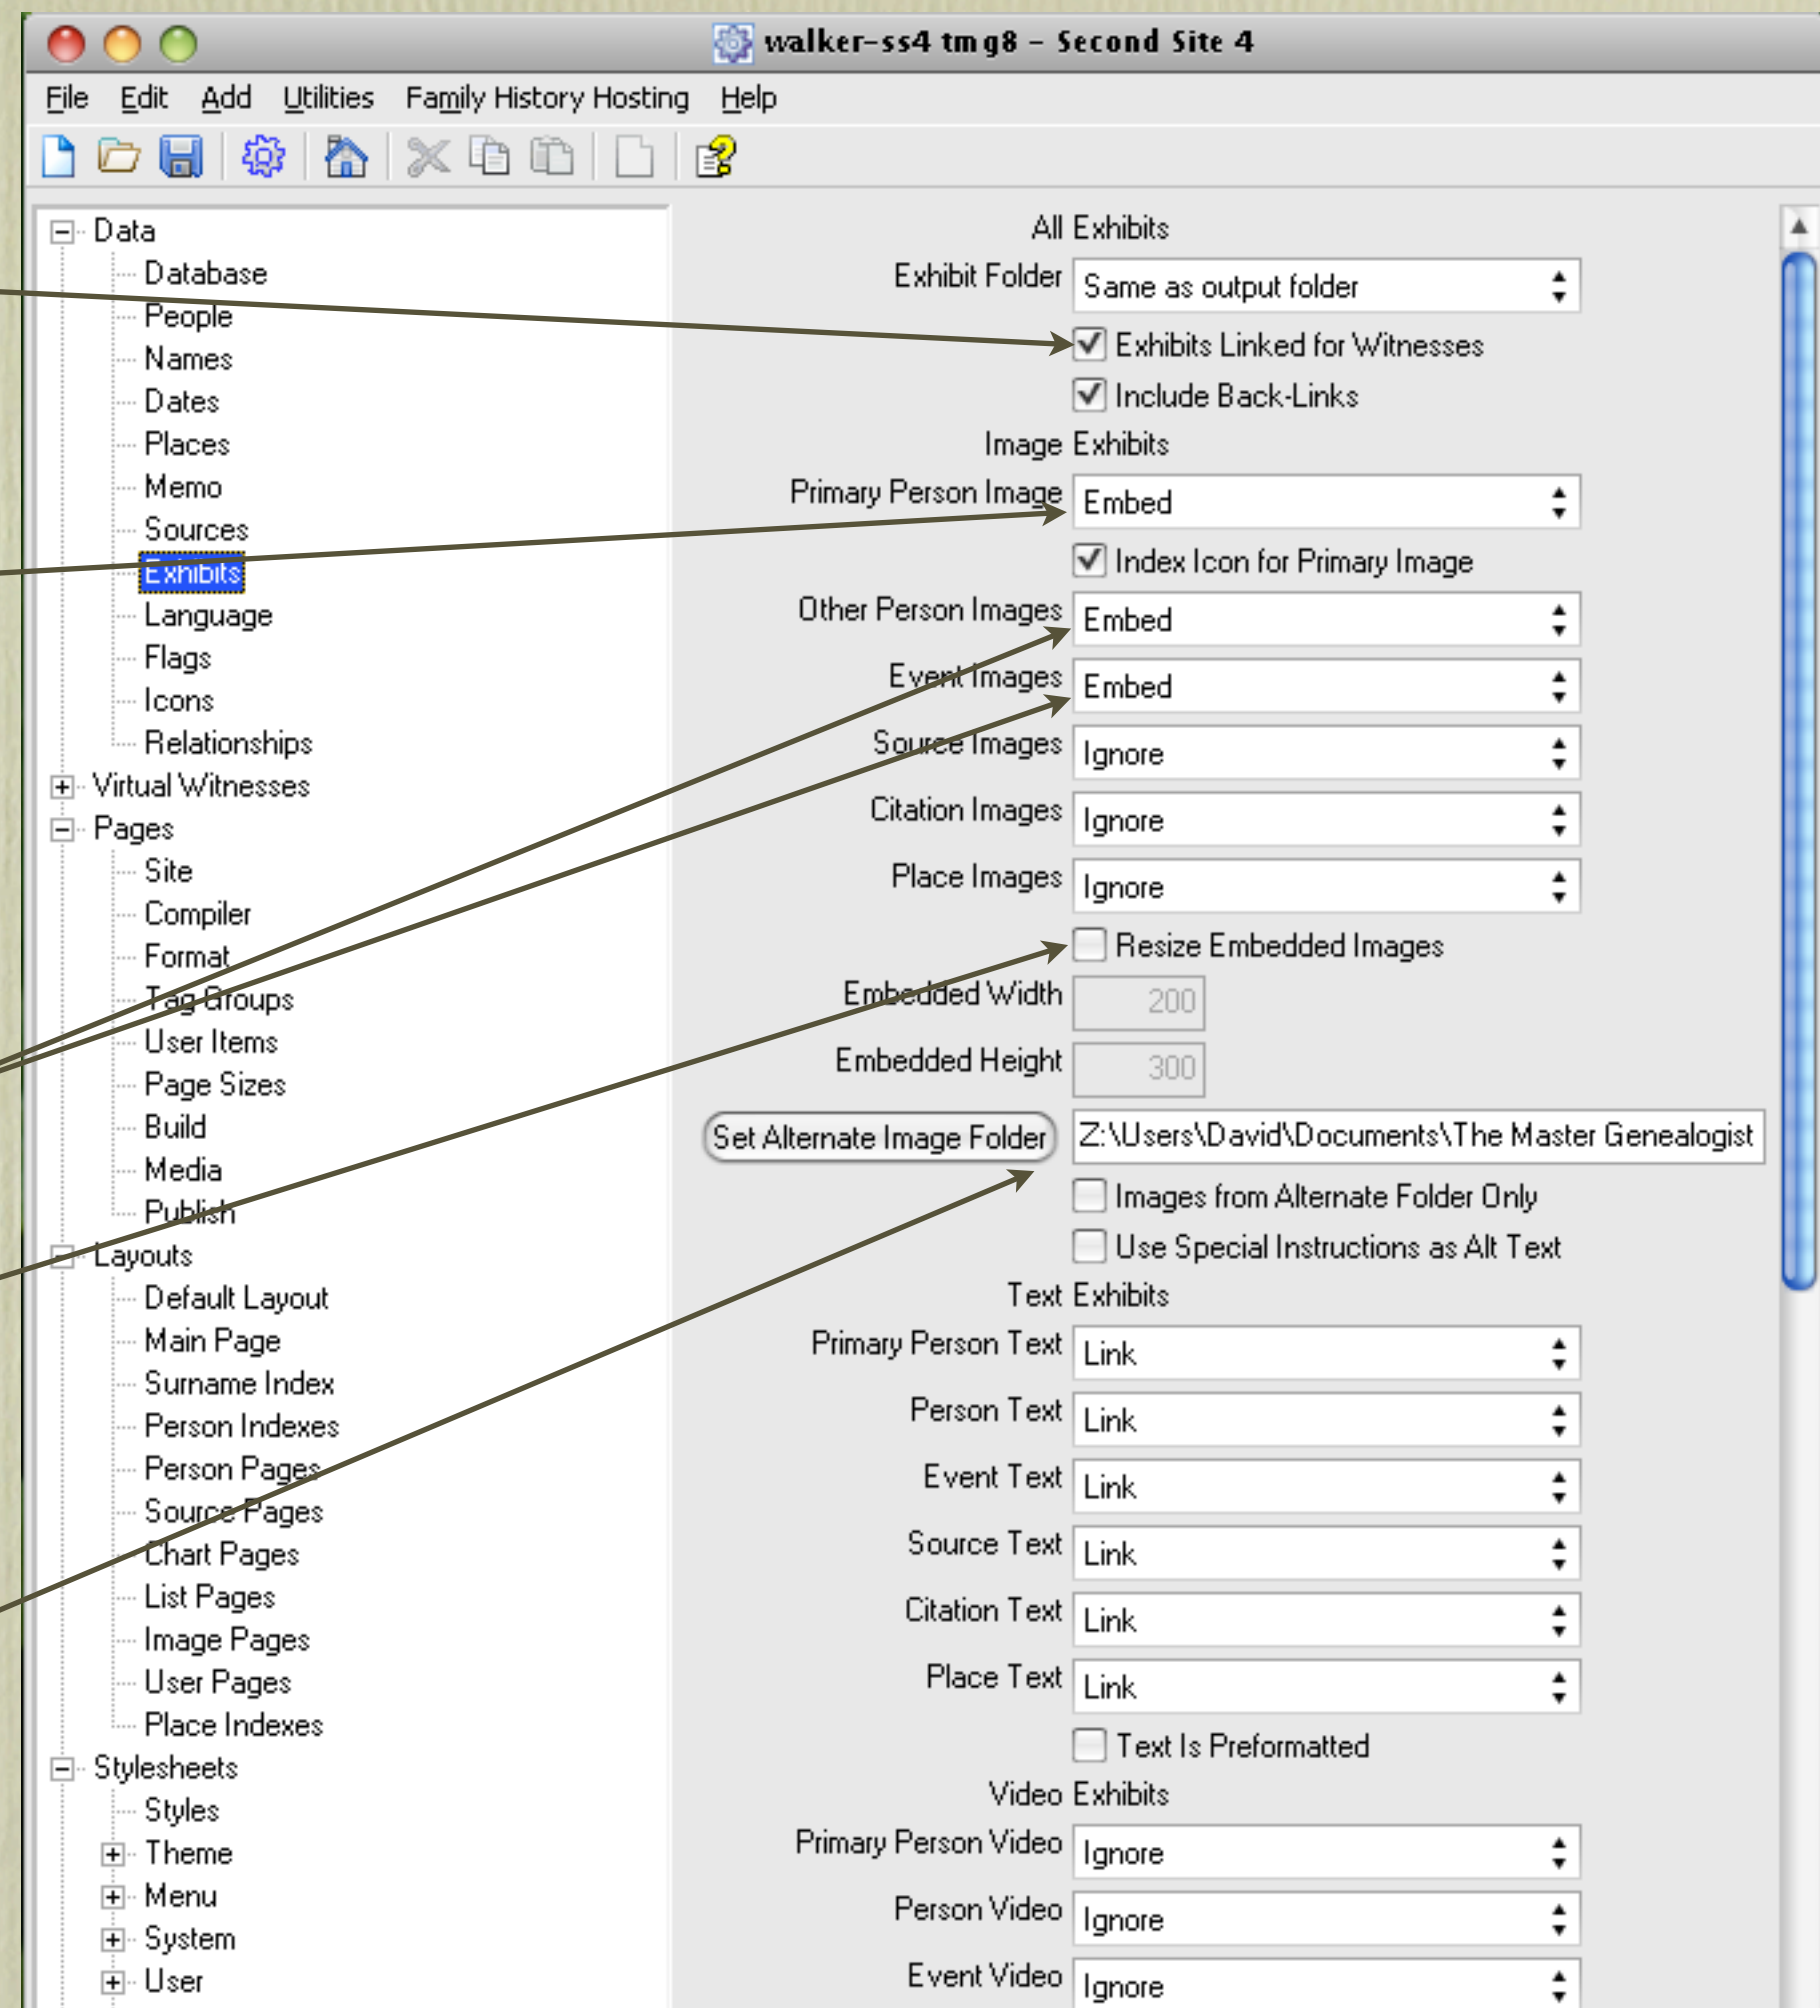 walker-ss4 tmg8 - Second Site 4
File Edit Add Utilities Family History Hosting Help
Data
Database
People
Names
Dates
Places
Memo
Sources
Exhibits
Language
Flags
Icons
Relationships
Virtual Witnesses
Pages
Site
Compiler
Format
Tag Groups
User Items
Page Sizes
Build
Media
Publish
Layouts
Default Layout
Main Page
Surname Index
Person Indexes
Person Pages
Source Pages
Chart Pages
List Pages
Image Pages
User Pages
Place Indexes
Stylesheets
Styles
Theme
Menu
System
User
All Exhibits
Exhibit Folder Same as output folder
Exhibits Linked for Witnesses
Include Back-Links
Image Exhibits
Primary Person Image Embed
Index Icon for Primary Image
Other Person Images Embed
Event Images Embed
Source Images Ignore
Citation Images Ignore
Place Images Ignore
Resize Embedded Images
Embedded Width 200
Embedded Height 300
Set Alternate Image Folder Z:\Users\David\Documents\The Master Genealogist
Images from Alternate Folder Only
Use Special Instructions as Alt Text
Text Exhibits
Primary Person Text Link
Person Text Link
Event Text Link
Source Text Link
Citation Text Link
Place Text Link
Text Is Preformatted
Video Exhibits
Primary Person Video Ignore
Person Video Ignore
Event Video Ignore